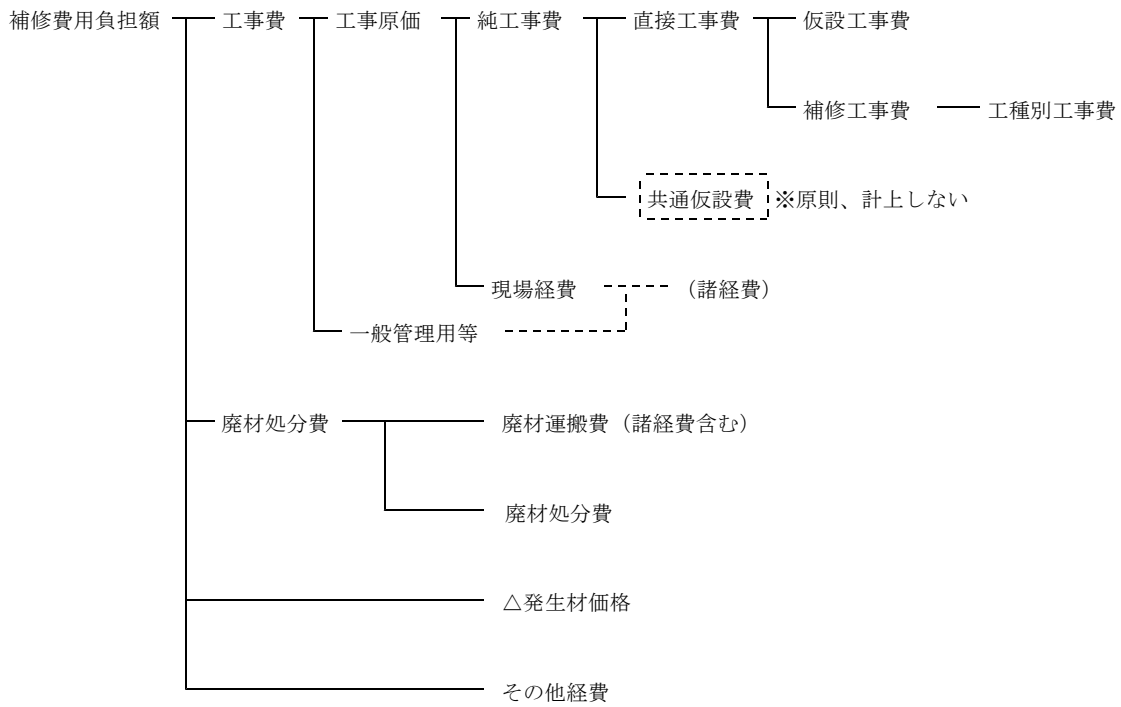 補修費用負担額 工事費 工事原価 純工事費 直接工事費 仮設工事費
補修工事費 工種別工事費
共通仮設費 ※原則、計上しない
現場経費 (諸経費)
一般管理用等
廃材処分費 廃材運搬費(諸経費含む)
廃材処分費
△発生材価格
その他経費